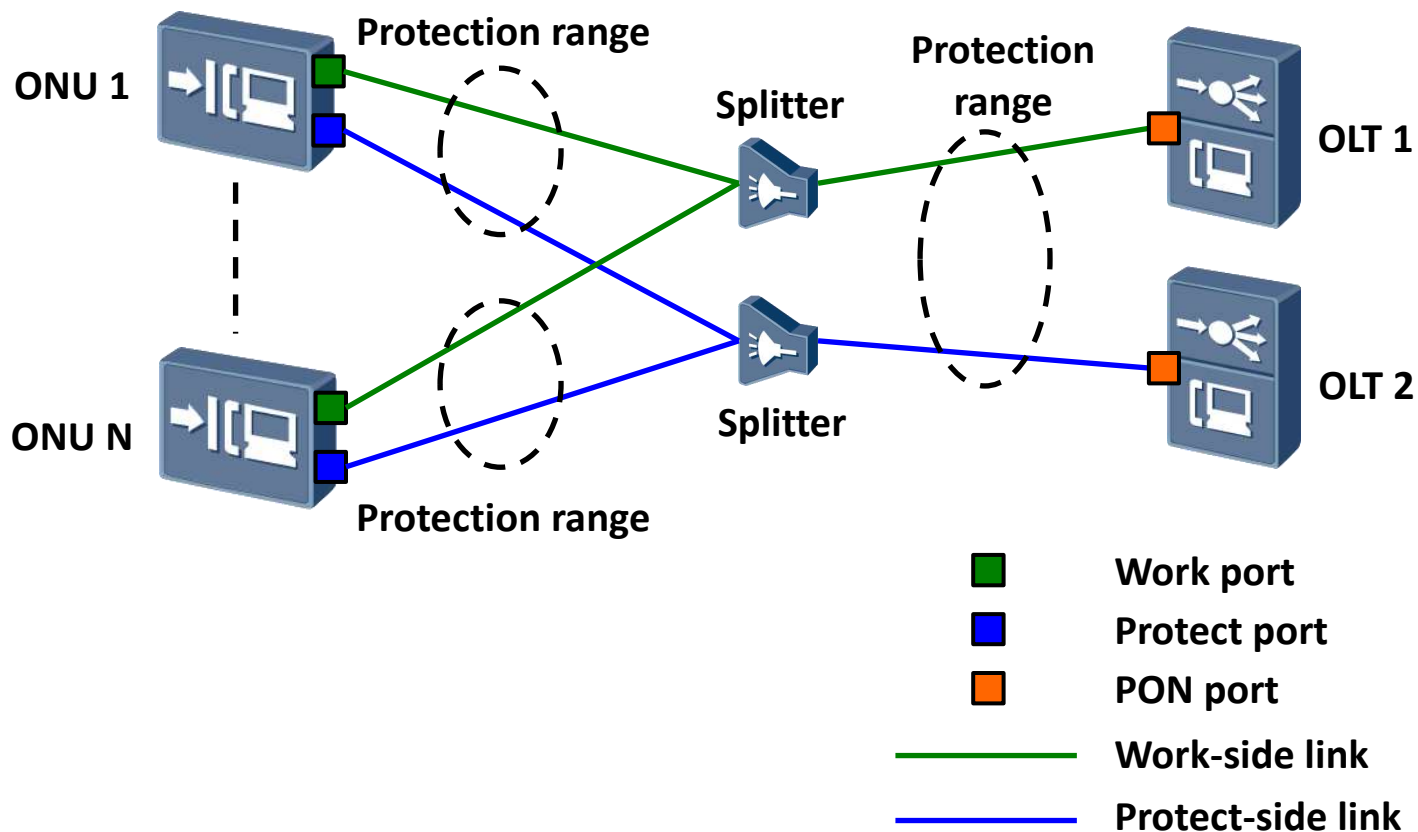 Protection range
ONU 1
Protection
range
Splitter
OLT 1
ONU N
Splitter
OLT 2
Protection range
Work port
Protect port
PON port
Work-side link
Protect-side link